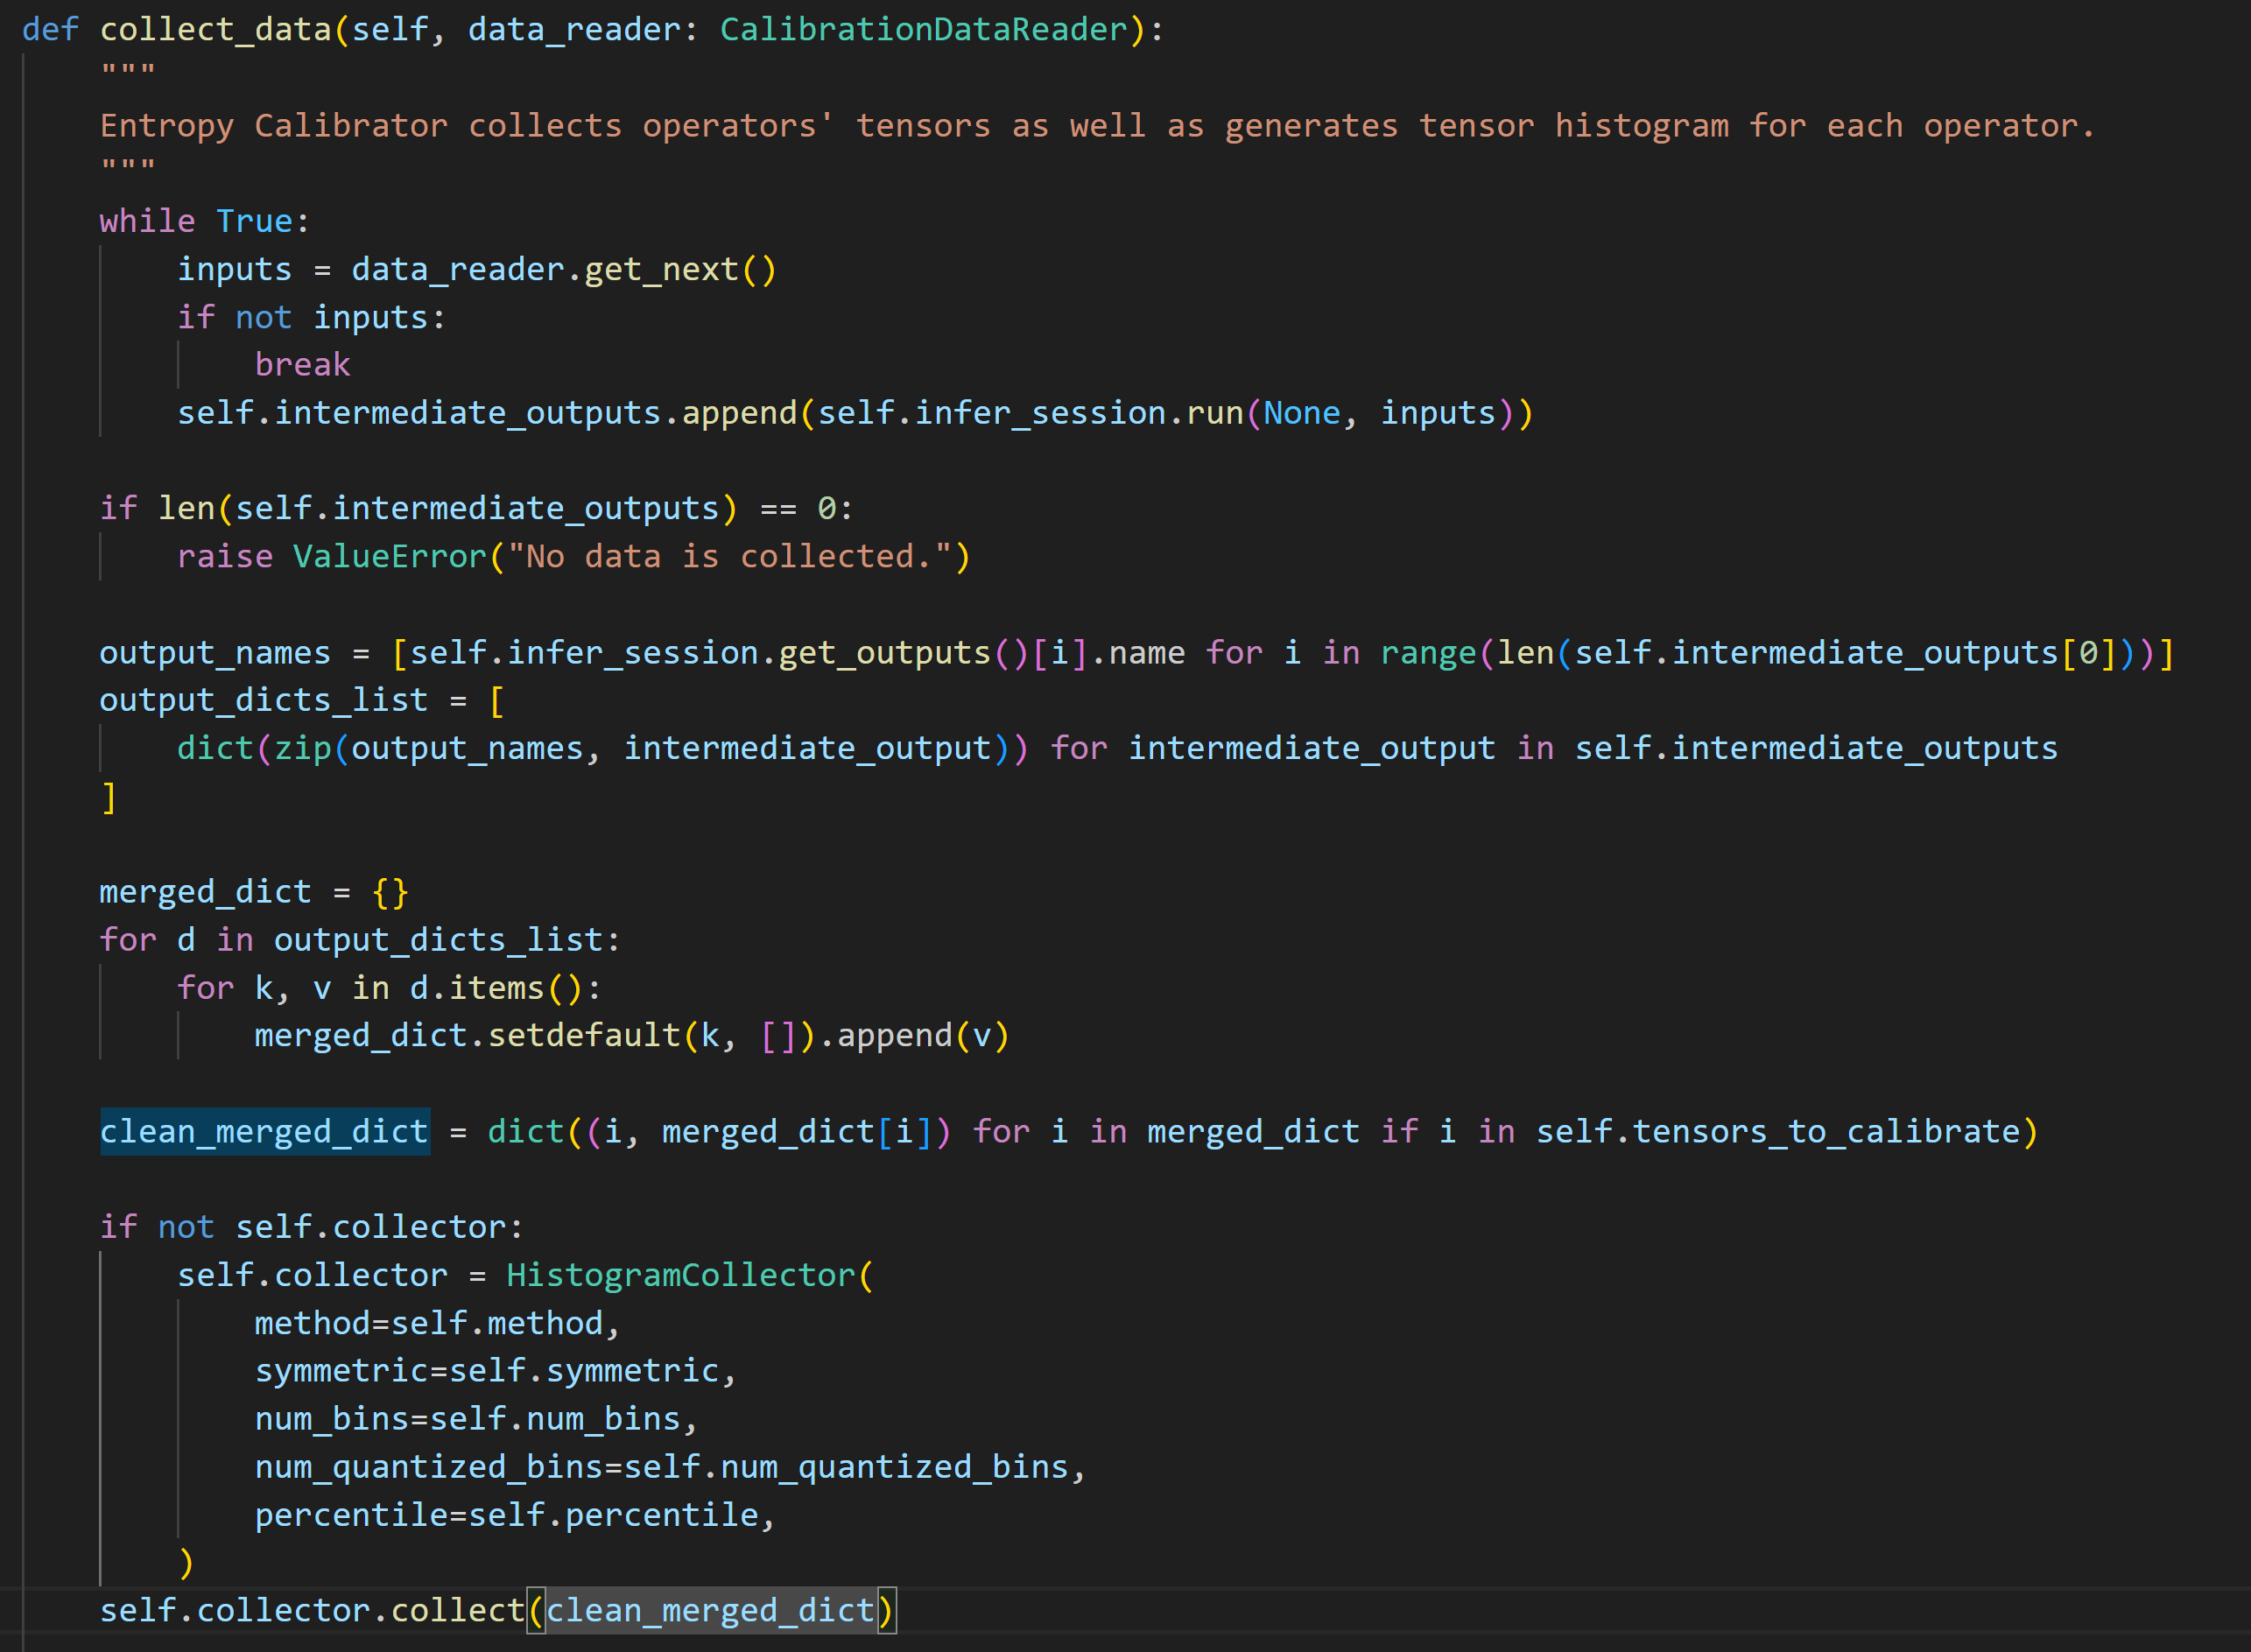 def collect_data(self, data_reader: CalibrationDataReader):
    """
    Entropy Calibrator collects operators' tensors as well as generates tensor histogram for each operator.
    """
    while True:
        inputs = data_reader.get_next()
        if not inputs:
            break
        self.intermediate_outputs.append(self.infer_session.run(None, inputs))

    if len(self.intermediate_outputs) == 0:
        raise ValueError("No data is collected.")

    output_names = [self.infer_session.get_outputs()[i].name for i in range(len(self.intermediate_outputs[0]))]
    output_dicts_list = [
        dict(zip(output_names, intermediate_output)) for intermediate_output in self.intermediate_outputs
    ]

    merged_dict = {}
    for d in output_dicts_list:
        for k, v in d.items():
            merged_dict.setdefault(k, []).append(v)

    clean_merged_dict = dict((i, merged_dict[i]) for i in merged_dict if i in self.tensors_to_calibrate)

    if not self.collector:
        self.collector = HistogramCollector(
            method=self.method,
            symmetric=self.symmetric,
            num_bins=self.num_bins,
            num_quantized_bins=self.num_quantized_bins,
            percentile=self.percentile,
        )
    self.collector.collect(clean_merged_dict)